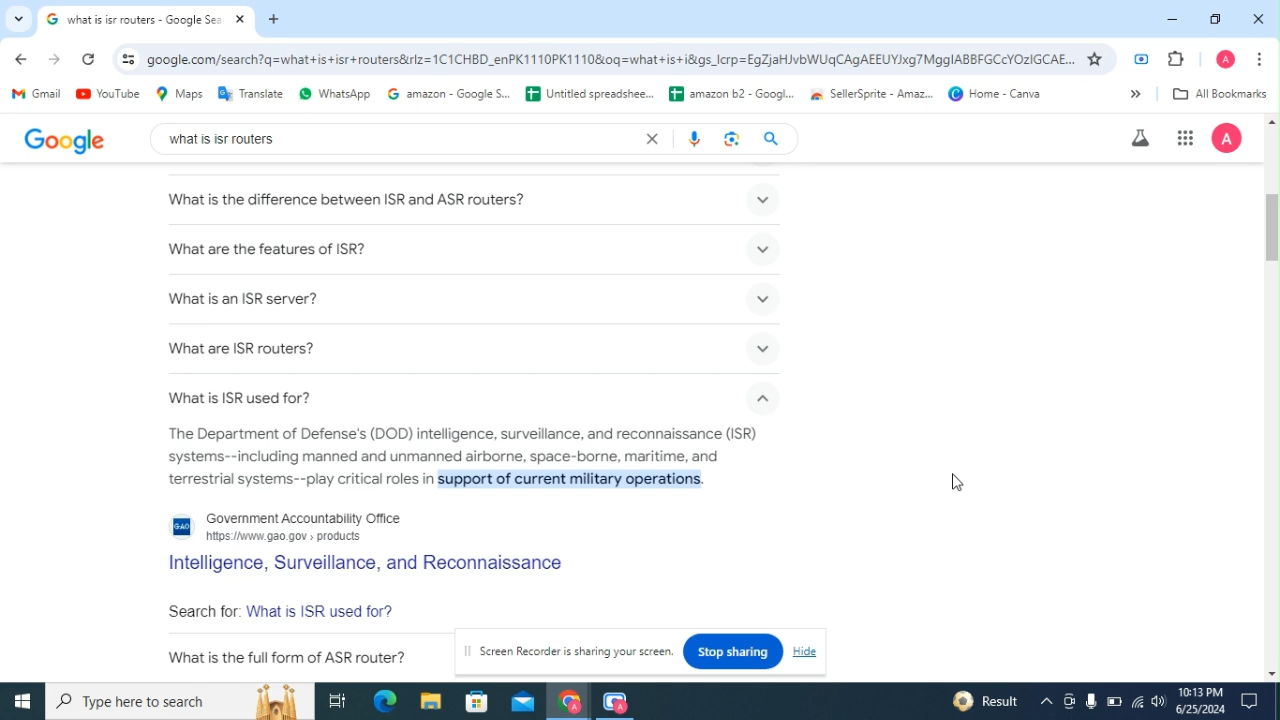 what is isr routers - Google Sea
google.com/search?q=what+is+isr+routers&rlz=1C1CHBD_enPK1110PK1110&oq=what+is+i&gs_lcrp=EgZjaHJvbWUqCAgAEEUYJxg7MggIABBFGCcYOzIGCAE...
Gmail
YouTube
Maps
Translate
WhatsApp
amazon - Google S...
Untitled spreadshee...
amazon b2 - Googl...
SellerSprite - Amaz...
Home - Canva
All Bookmarks
Google
what is isr routers
A
What is the difference between ISR and ASR routers?
What are the features of ISR?
What is an ISR server?
What are ISR routers?
What is ISR used for?
The Department of Defense's (DOD) intelligence, surveillance, and reconnaissance (ISR)
systems--including manned and unmanned airborne, space-borne, maritime, and
terrestrial systems--play critical roles in support of current military operations.
GAO
Government Accountability Office
https://www.gao.gov › products
Intelligence, Surveillance, and Reconnaissance
Search for: What is ISR used for?
What is the full form of ASR router?
Screen Recorder is sharing your screen. Stop sharing Hide
Type here to search
Result
10:13 PM
6/25/2024